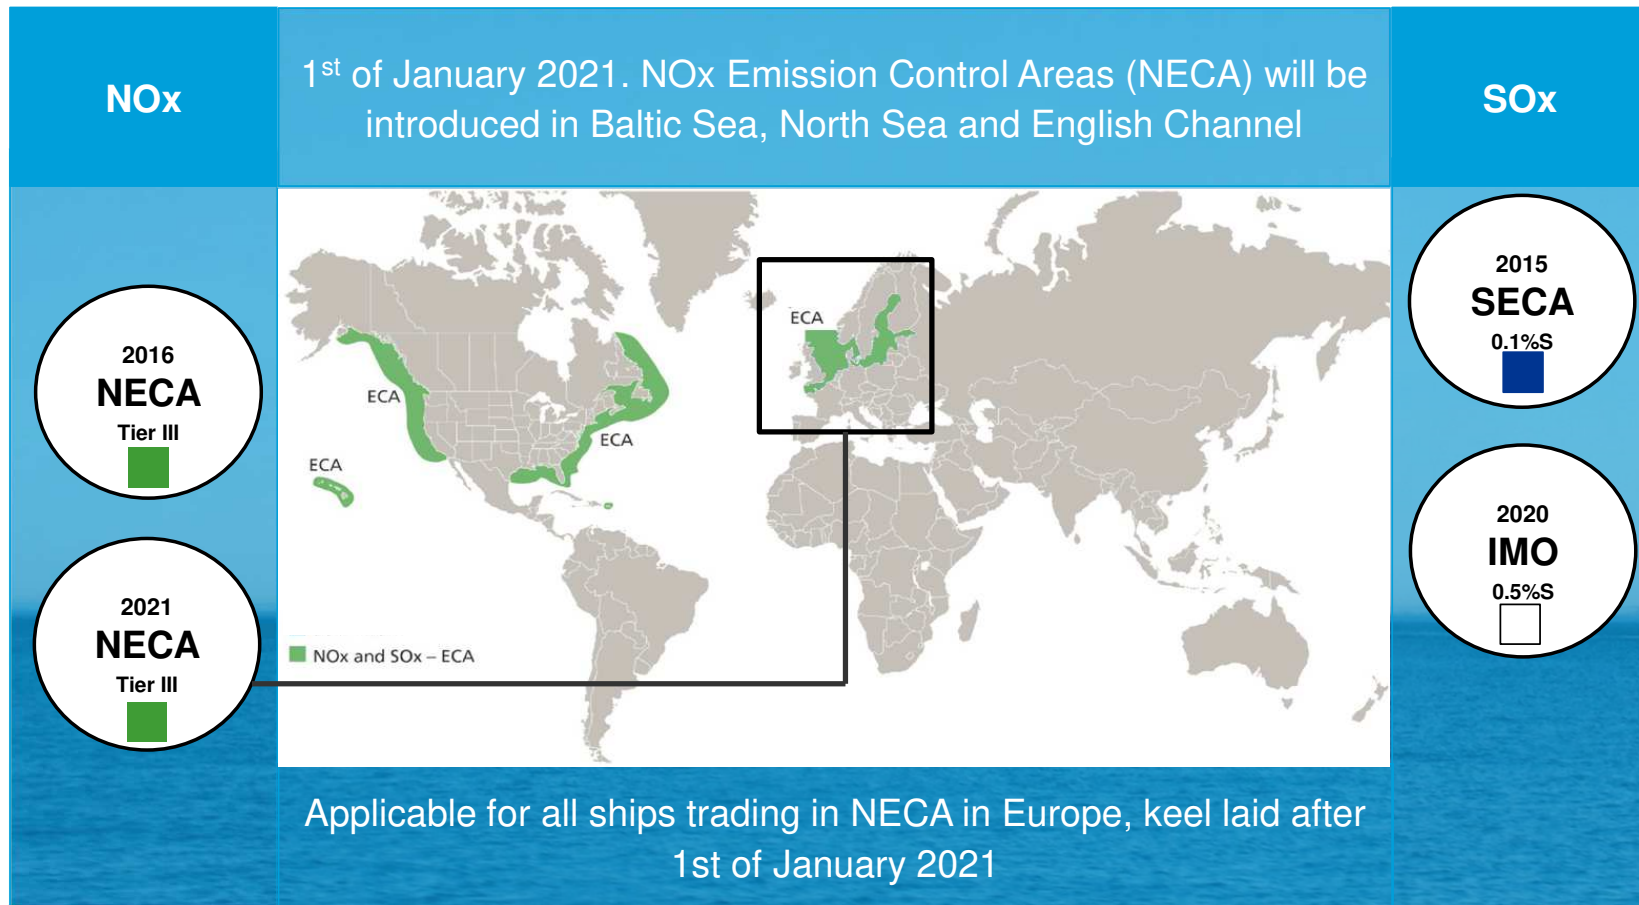 NOx
1st of January 2021. NOx Emission Control Areas (NECA) will be
introduced in Baltic Sea, North Sea and English Channel
SOx
2016
NECA
Tier III
2021
NECA
Tier III
ECA
ECA
ECA
ECA
NOx and SOx – ECA
2015
SECA
0.1%S
2020
IMO
0.5%S
Applicable for all ships trading in NECA in Europe, keel laid after
1st of January 2021